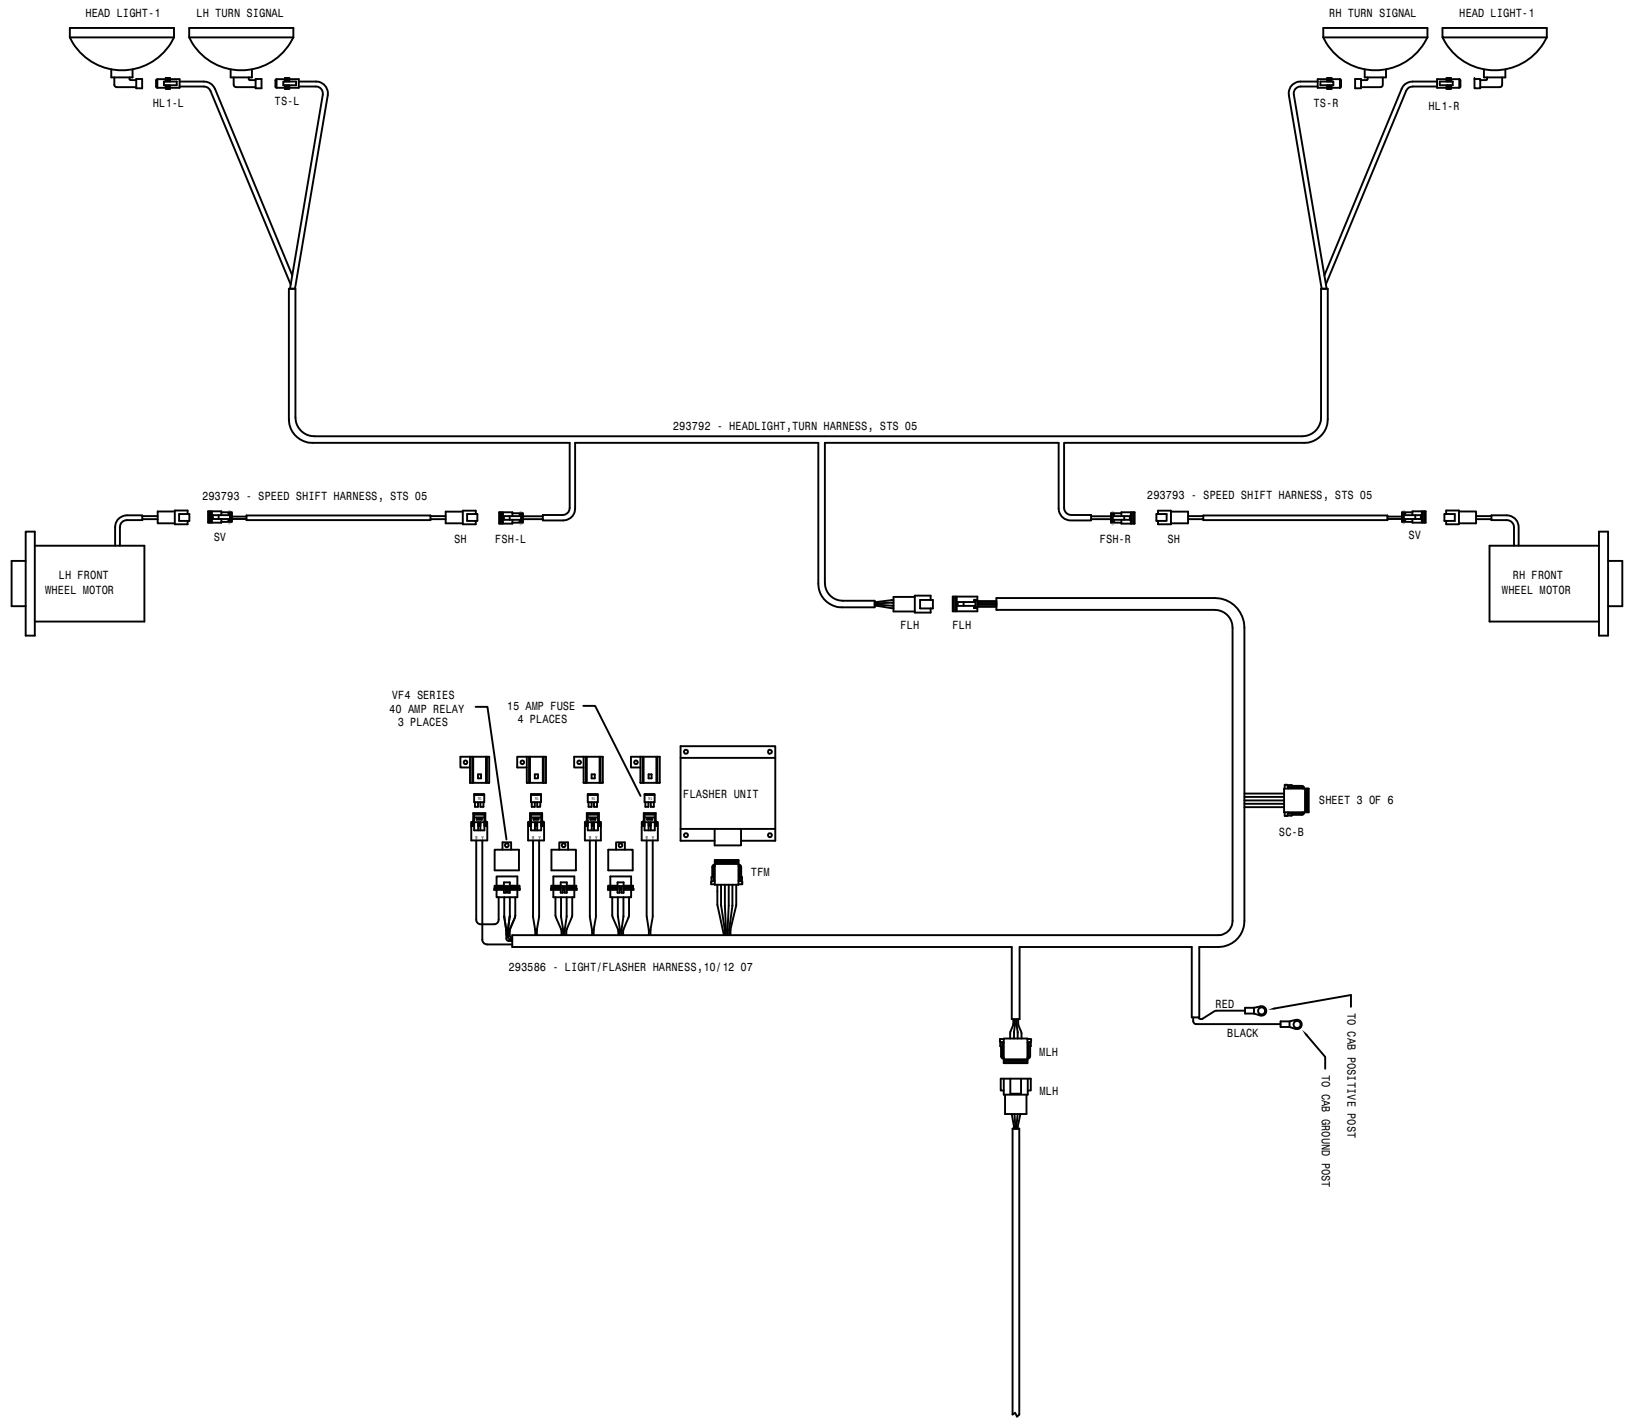 HEAD LIGHT-1
LH TURN SIGNAL
RH TURN SIGNAL
HEAD LIGHT-1
HL1-L
TS-L
TS-R
HL1-R
293792 - HEADLIGHT,TURN HARNESS, STS 05
293793 - SPEED SHIFT HARNESS, STS 05
293793 - SPEED SHIFT HARNESS, STS 05
SV
SH
FSH-L
FSH-R
SH
SV
LH FRONT
WHEEL MOTOR
RH FRONT
WHEEL MOTOR
FLH
FLH
VF4 SERIES
40 AMP RELAY
3 PLACES
15 AMP FUSE
4 PLACES
FLASHER UNIT
SHEET 3 OF 6
SC-B
TFM
293586 - LIGHT/FLASHER HARNESS,10/12 07
RED
BLACK
TO CAB POSITIVE POST
TO CAB GROUND POST
MLH
MLH